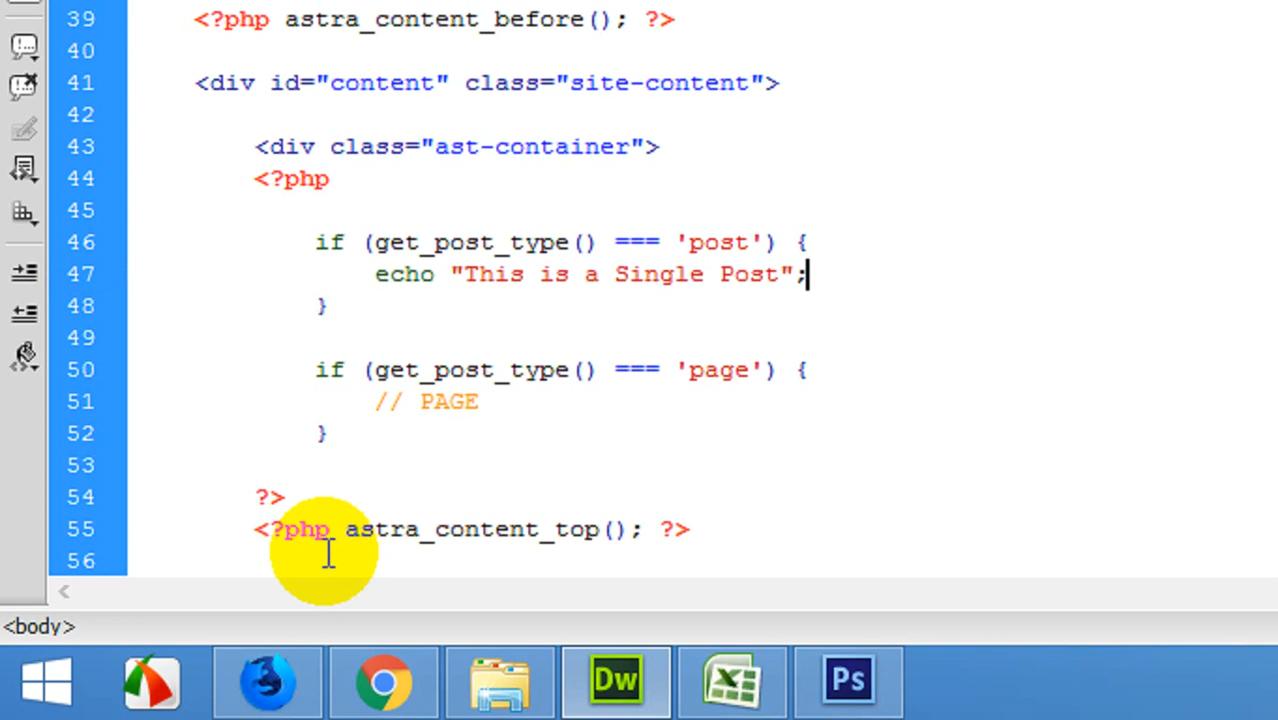 39 <?php astra_content_before(); ?>
40
41 <div id="content" class="site-content">
42
43 <div class="ast-container">
44 <?php
45
46 if (get_post_type() === 'post') {
47 echo "This is a Single Post";
48 }
49
50 if (get_post_type() === 'page') {
51 // PAGE
52 }
53
54 ?>
55 <?php astra_content_top(); ?>
56
<body>
Dw Ps